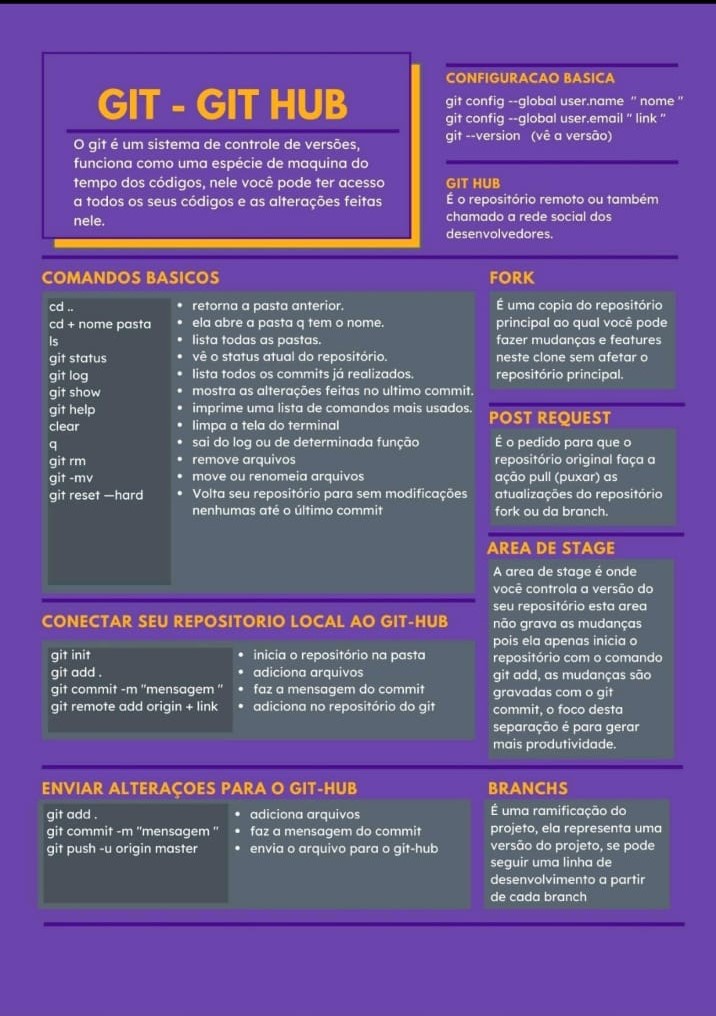 GIT - GIT HUB
O git é um sistema de controle de versões,
funciona como uma espécie de maquina do
tempo dos códigos, nele você pode ter acesso
a todos os seus códigos e as alterações feitas
nele.
CONFIGURACAO BASICA
git config --global user.name " nome "
git config --global user.email " link "
git --version (vê a versão)
GIT HUB
É o repositório remoto ou também
chamado a rede social dos
desenvolvedores.
COMANDOS BASICOS
cd .. • retorna a pasta anterior.
cd + nome pasta • ela abre a pasta q tem o nome.
ls • lista todas as pastas.
git status • vê o status atual do repositório.
git log • lista todos os commits já realizados.
git show • mostra as alterações feitas no ultimo commit.
git help • imprime uma lista de comandos mais usados.
clear • limpa a tela do terminal
q • sai do log ou de determinada função
git rm • remove arquivos
git -mv • move ou renomeia arquivos
git reset —hard • Volta seu repositório para sem modificações
nenhumas até o último commit
FORK
É uma copia do repositório
principal ao qual você pode
fazer mudanças e features
neste clone sem afetar o
repositório principal.
POST REQUEST
É o pedido para que o
repositório original faça a
ação pull (puxar) as
atualizações do repositório
fork ou da branch.
AREA DE STAGE
A area de stage é onde
você controla a versão do
seu repositório esta area
não grava as mudanças
pois ela apenas inicia o
repositório com o comando
git add, as mudanças são
gravadas com o git
commit, o foco desta
separação é para gerar
mais produtividade.
CONECTAR SEU REPOSITORIO LOCAL AO GIT-HUB
git init • inicia o repositório na pasta
git add . • adiciona arquivos
git commit -m "mensagem " • faz a mensagem do commit
git remote add origin + link • adiciona no repositório do git
ENVIAR ALTERAÇOES PARA O GIT-HUB
git add . • adiciona arquivos
git commit -m "mensagem " • faz a mensagem do commit
git push -u origin master • envia o arquivo para o git-hub
BRANCHS
É uma ramificação do
projeto, ela representa uma
versão do projeto, se pode
seguir uma linha de
desenvolvimento a partir
de cada branch